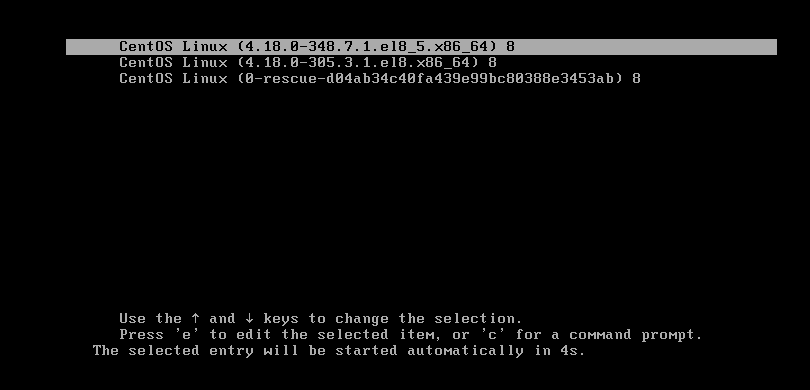 CentOS Linux (4.18.0-348.7.1.el8_5.x86_64) 8
CentOS Linux (4.18.0-305.3.1.el8.x86_64) 8
CentOS Linux (0-rescue-d04ab34c40fa439e99bc80388e3453ab) 8
Use the ↑ and ↓ keys to change the selection.
Press 'e' to edit the selected item, or 'c' for a command prompt.
The selected entry will be started automatically in 4s.